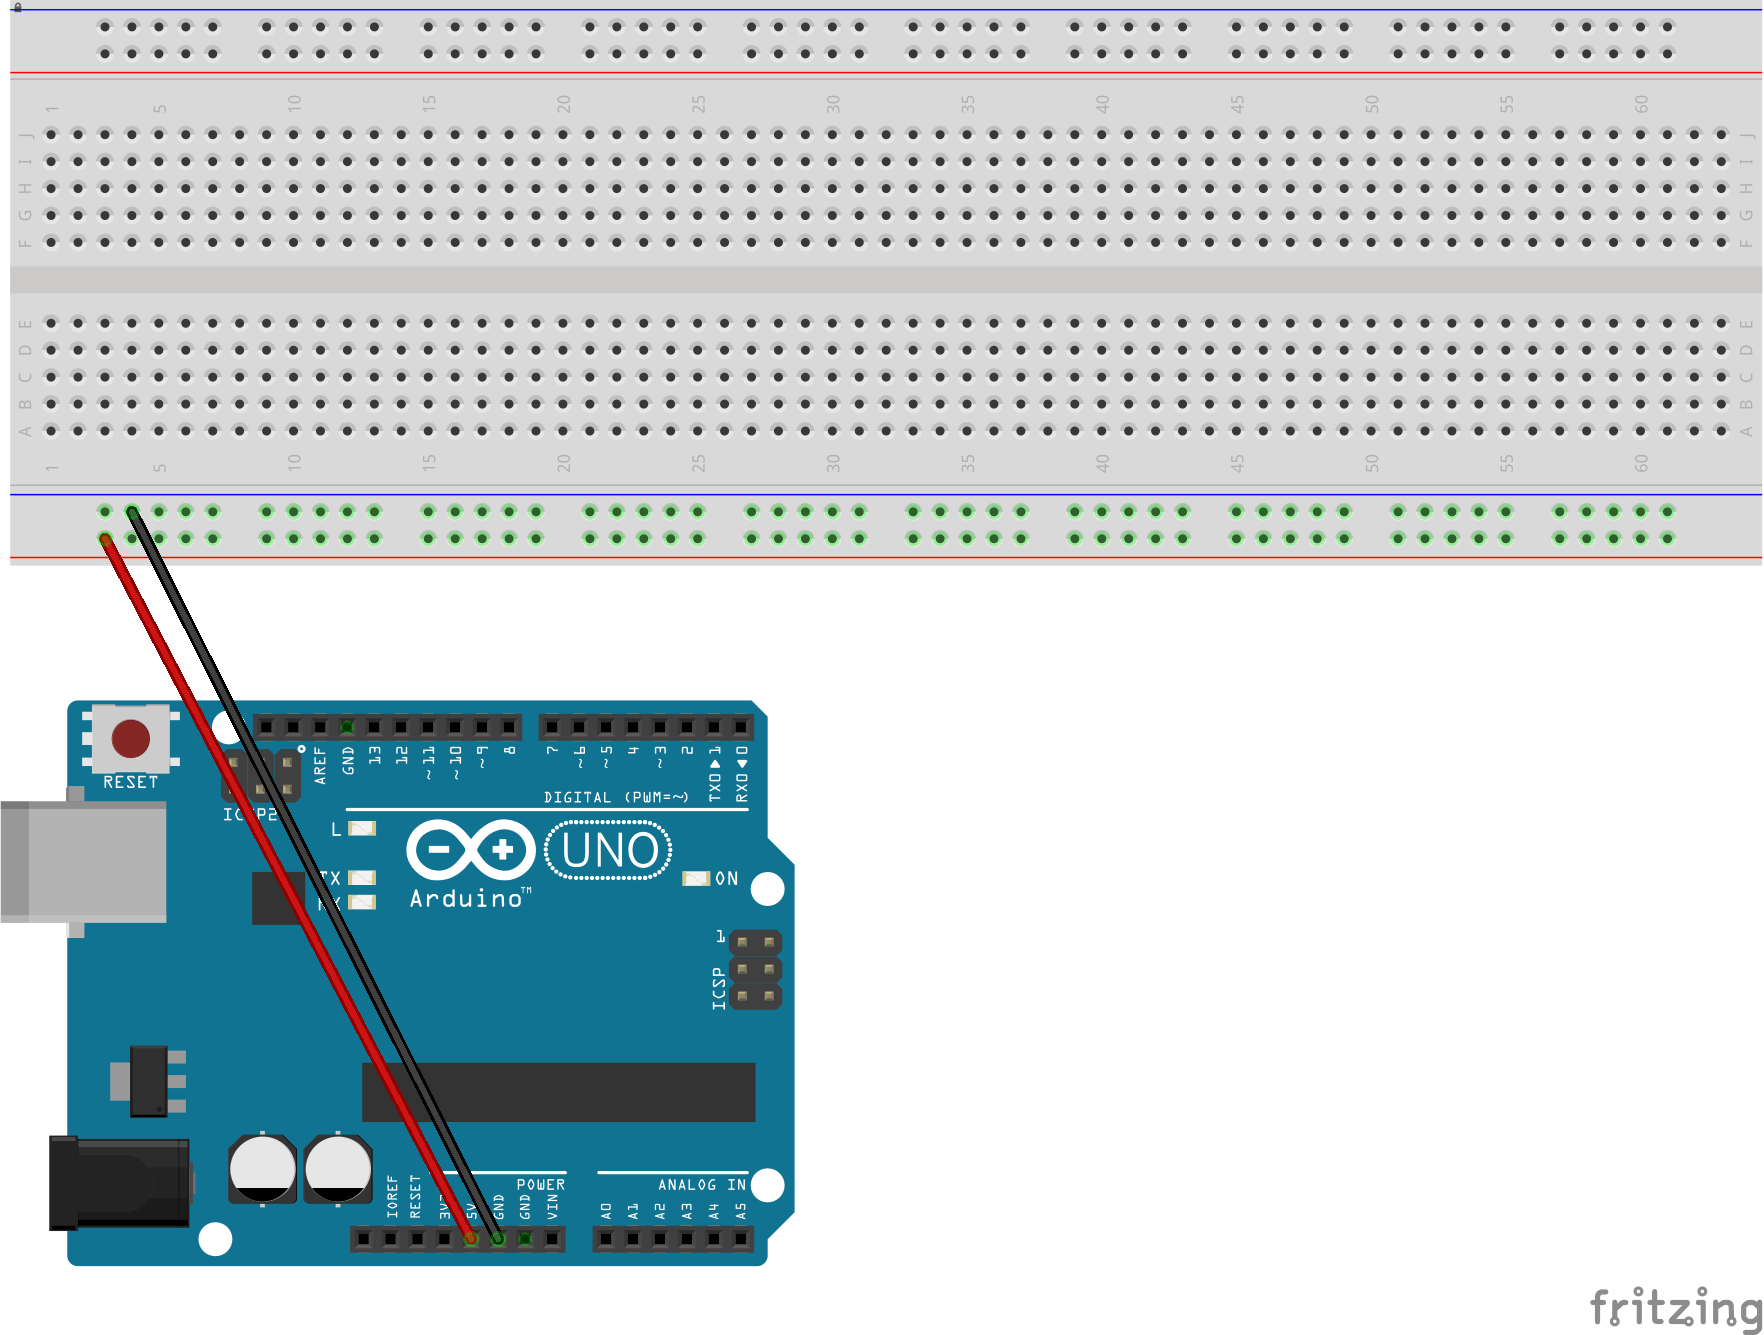 1 5 10 15 20 25 30 35 40 45 50 55 60
J J
I I
H H
G G
F F
E E
D D
C C
B B
A A
1 5 10 15 20 25 30 35 40 45 50 55 60
RESET
ICSP2
AREF GND 13 12 ~11 ~10 ~9 8 7 ~6 ~5 4 ~3 2 TX0▶1 RX0◀0
DIGITAL (PWM=~)
L
TX
RX
UNO
Arduino™
ON
1
ICSP
POWER
ANALOG IN
IOREF RESET 3V3 5V GND GND VIN A0 A1 A2 A3 A4 A5
fritzing